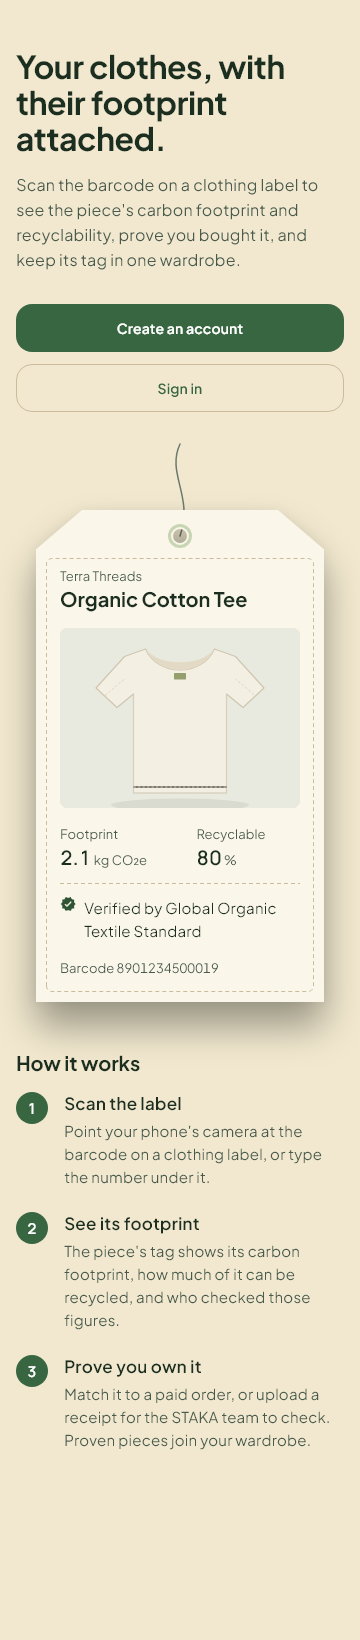 Your clothes, with
their footprint
attached.
Scan the barcode on a clothing label to
see the piece's carbon footprint and
recyclability, prove you bought it, and
keep its tag in one wardrobe.
Create an account
Sign in
Terra Threads
Organic Cotton Tee
Footprint
2.1 kg CO₂e
Recyclable
80 %
Verified by Global Organic
Textile Standard
Barcode 8901234500019
How it works
1
Scan the label
Point your phone's camera at the
barcode on a clothing label, or type
the number under it.
2
See its footprint
The piece's tag shows its carbon
footprint, how much of it can be
recycled, and who checked those
figures.
3
Prove you own it
Match it to a paid order, or upload a
receipt for the STAKA team to check.
Proven pieces join your wardrobe.